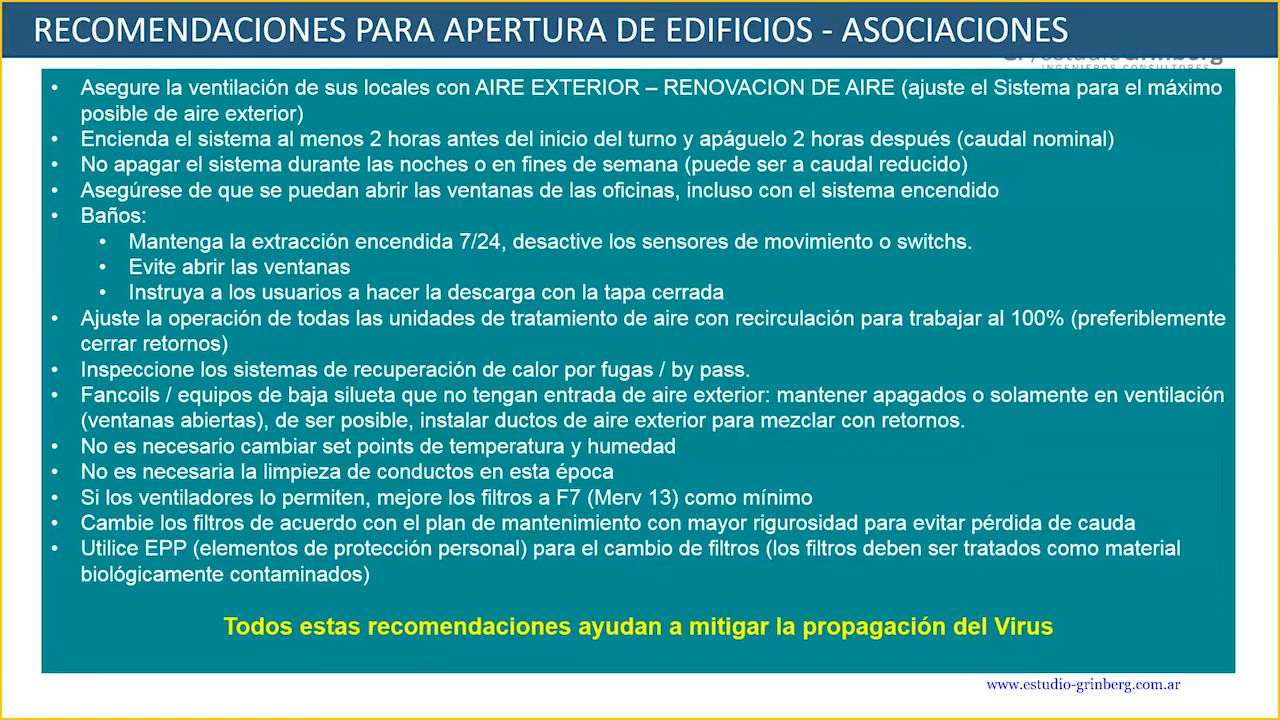 RECOMENDACIONES PARA APERTURA DE EDIFICIOS - ASOCIACIONES
INGENIEROS CONSULTORES
• Asegure la ventilación de sus locales con AIRE EXTERIOR – RENOVACION DE AIRE (ajuste el Sistema para el máximo
posible de aire exterior)
• Encienda el sistema al menos 2 horas antes del inicio del turno y apáguelo 2 horas después (caudal nominal)
• No apagar el sistema durante las noches o en fines de semana (puede ser a caudal reducido)
• Asegúrese de que se puedan abrir las ventanas de las oficinas, incluso con el sistema encendido
• Baños:
• Mantenga la extracción encendida 7/24, desactive los sensores de movimiento o switchs.
• Evite abrir las ventanas
• Instruya a los usuarios a hacer la descarga con la tapa cerrada
• Ajuste la operación de todas las unidades de tratamiento de aire con recirculación para trabajar al 100% (preferiblemente
cerrar retornos)
• Inspeccione los sistemas de recuperación de calor por fugas / by pass.
• Fancoils / equipos de baja silueta que no tengan entrada de aire exterior: mantener apagados o solamente en ventilación
(ventanas abiertas), de ser posible, instalar ductos de aire exterior para mezclar con retornos.
• No es necesario cambiar set points de temperatura y humedad
• No es necesaria la limpieza de conductos en esta época
• Si los ventiladores lo permiten, mejore los filtros a F7 (Merv 13) como mínimo
• Cambie los filtros de acuerdo con el plan de mantenimiento con mayor rigurosidad para evitar pérdida de cauda
• Utilice EPP (elementos de protección personal) para el cambio de filtros (los filtros deben ser tratados como material
biológicamente contaminados)
Todos estas recomendaciones ayudan a mitigar la propagación del Virus
www.estudio-grinberg.com.ar